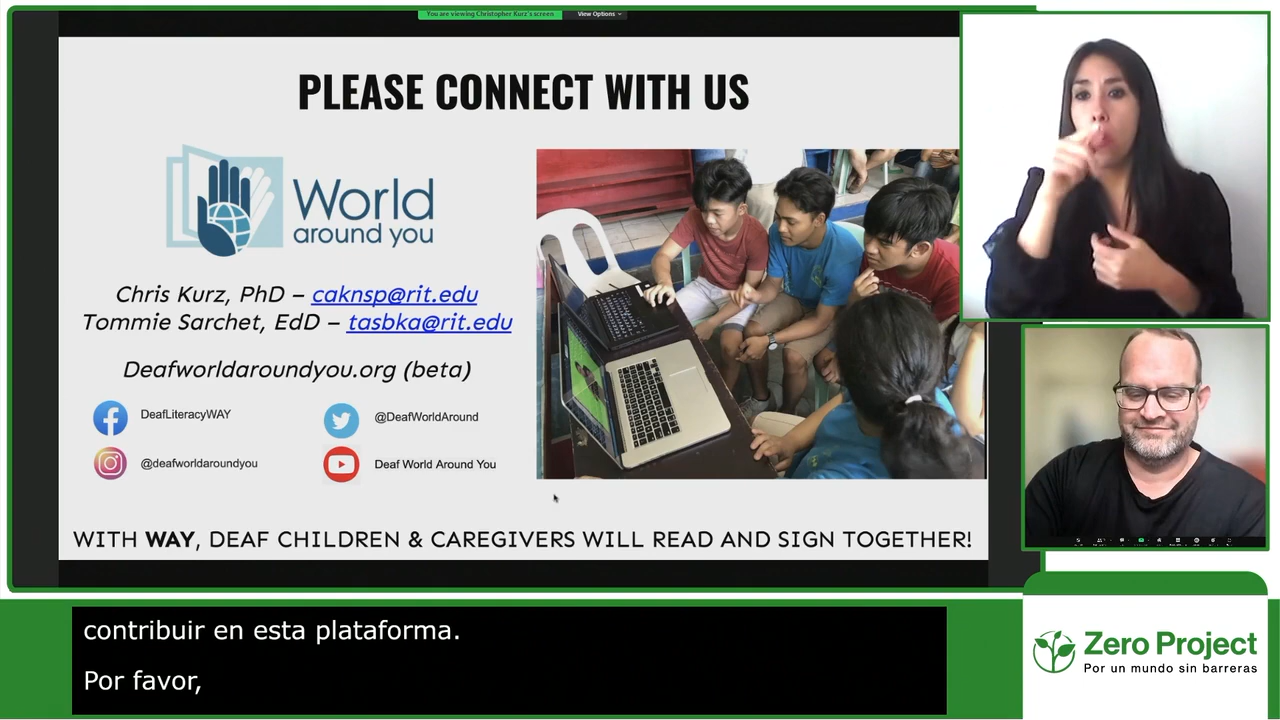 You are viewing Christopher Kurz's screen
View Options
PLEASE CONNECT WITH US
World
around you
Chris Kurz, PhD – caknsp@rit.edu
Tommie Sarchet, EdD – tasbka@rit.edu
Deafworldaroundyou.org (beta)
DeafLiteracyWAY
@DeafWorldAround
@deafworldaroundyou
Deaf World Around You
WITH WAY, DEAF CHILDREN & CAREGIVERS WILL READ AND SIGN TOGETHER!
contribuir en esta plataforma.
Por favor,
Zero Project
Por un mundo sin barreras